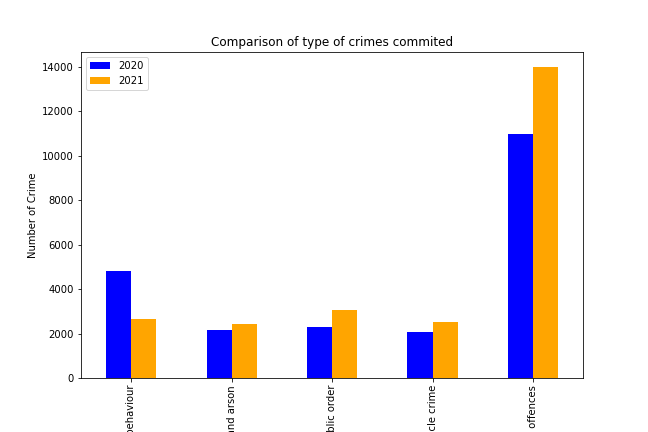 Comparison of type of crimes commited
2020
2021
14000
12000
10000
8000
6000
4000
2000
0
Number of Crime
behaviour
and arson
blic order
cle crime
offences